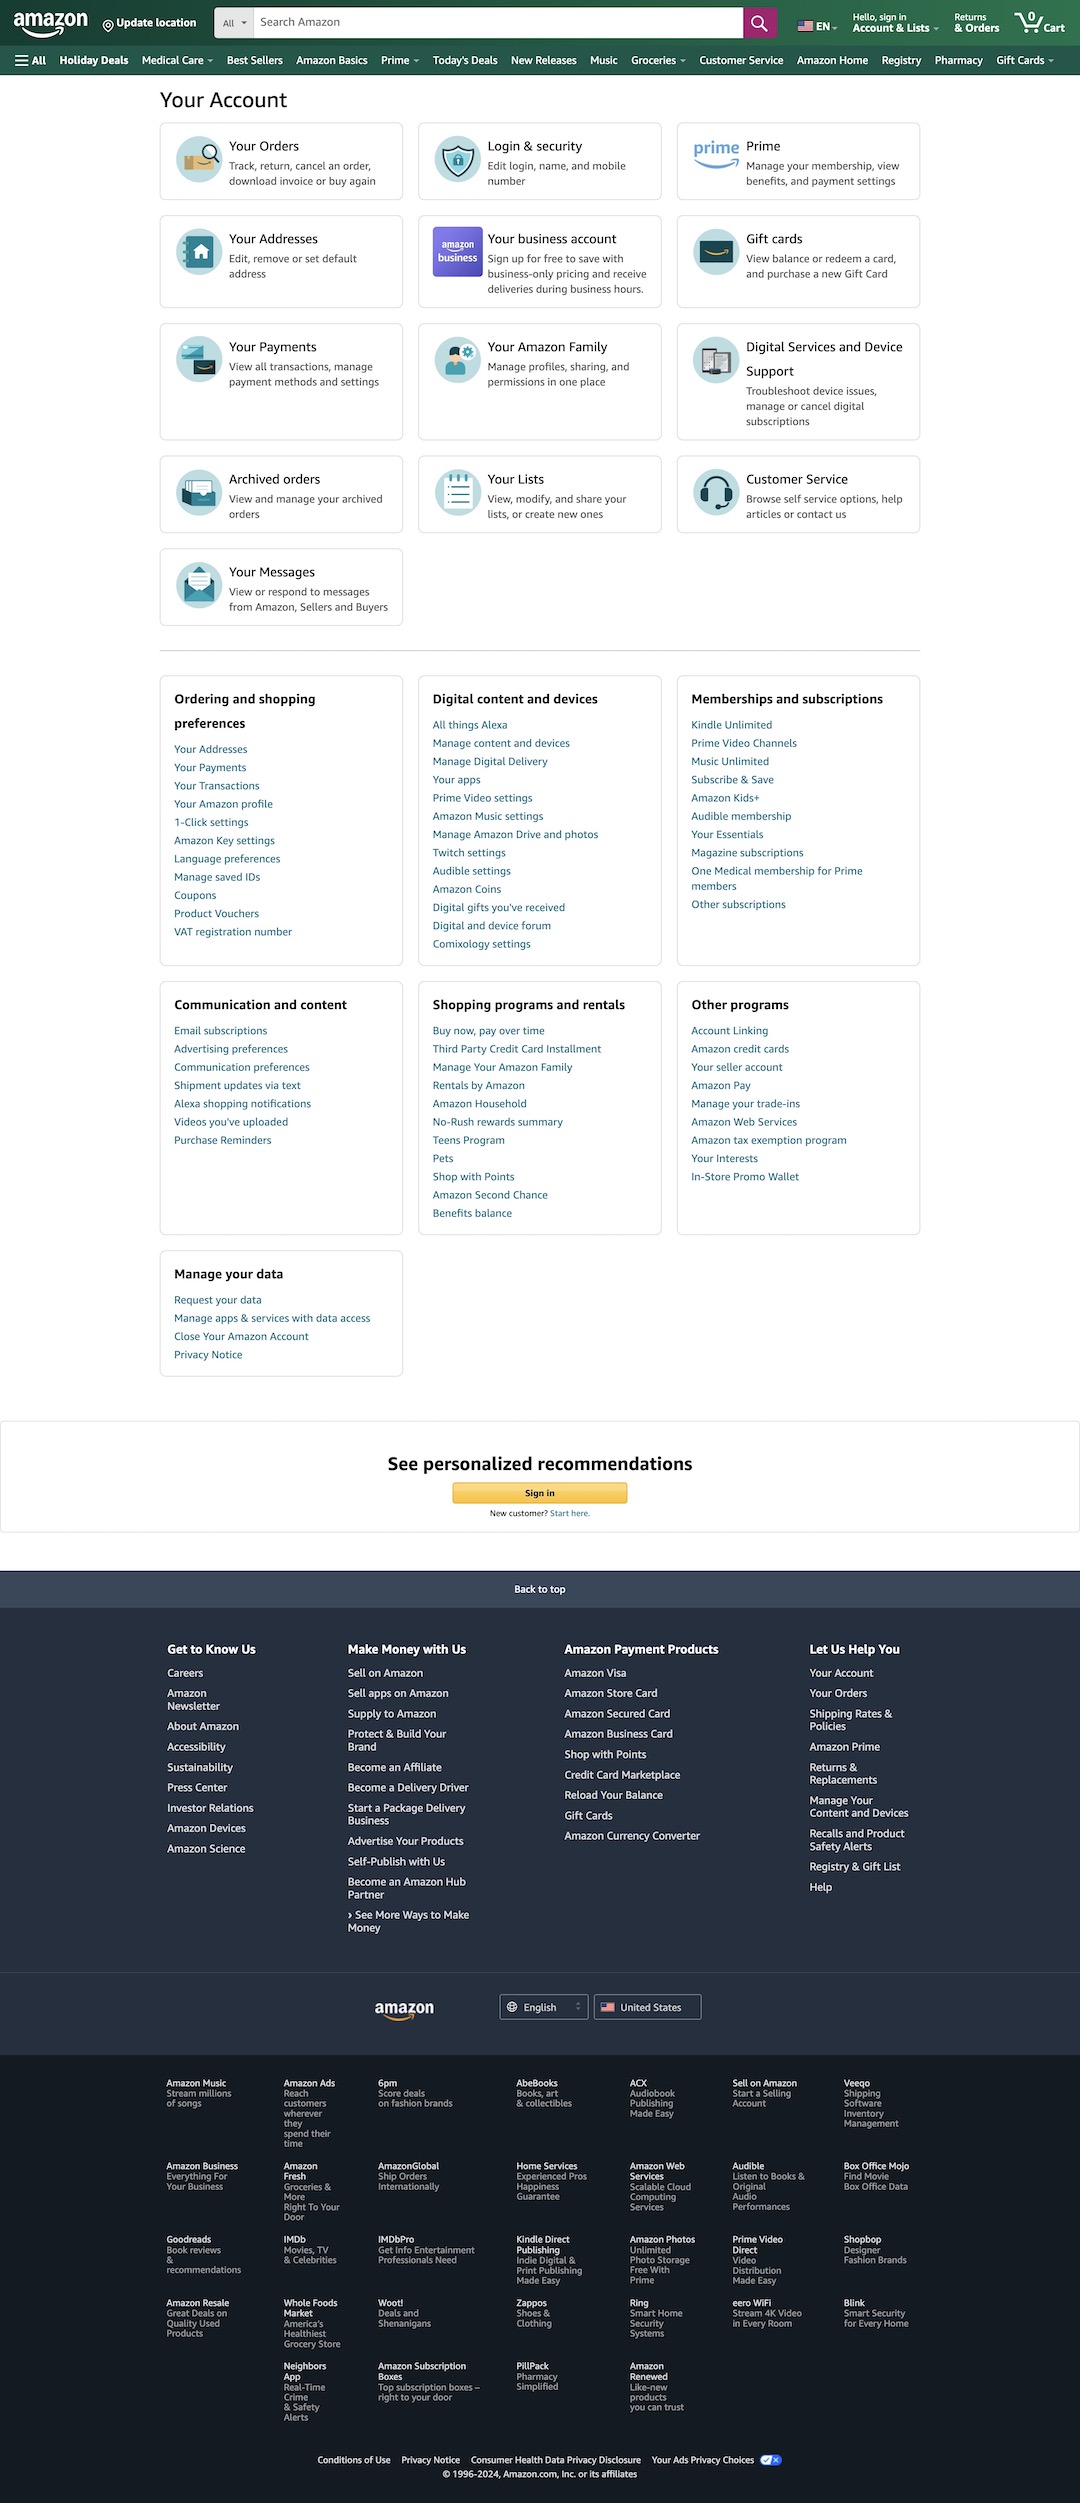 amazon
Update location
All
Search Amazon
EN
Hello, sign in
Account & Lists
Returns
& Orders
0
Cart
All
Holiday Deals
Medical Care
Best Sellers
Amazon Basics
Prime
Today's Deals
New Releases
Music
Groceries
Customer Service
Amazon Home
Registry
Pharmacy
Gift Cards
Your Account
Your Orders
Track, return, cancel an order,
download invoice or buy again
Login & security
Edit login, name, and mobile
number
prime
Prime
Manage your membership, view
benefits, and payment settings
Your Addresses
Edit, remove or set default
address
amazon
business
Your business account
Sign up for free to save with
business-only pricing and receive
deliveries during business hours.
Gift cards
View balance or redeem a card,
and purchase a new Gift Card
Your Payments
View all transactions, manage
payment methods and settings
Your Amazon Family
Manage profiles, sharing, and
permissions in one place
Digital Services and Device
Support
Troubleshoot device issues,
manage or cancel digital
subscriptions
Archived orders
View and manage your archived
orders
Your Lists
View, modify, and share your
lists, or create new ones
Customer Service
Browse self service options, help
articles or contact us
Your Messages
View or respond to messages
from Amazon, Sellers and Buyers
Ordering and shopping
preferences
Your Addresses
Your Payments
Your Transactions
Your Amazon profile
1-Click settings
Amazon Key settings
Language preferences
Manage saved IDs
Coupons
Product Vouchers
VAT registration number
Digital content and devices
All things Alexa
Manage content and devices
Manage Digital Delivery
Your apps
Prime Video settings
Amazon Music settings
Manage Amazon Drive and photos
Twitch settings
Audible settings
Amazon Coins
Digital gifts you've received
Digital and device forum
Comixology settings
Memberships and subscriptions
Kindle Unlimited
Prime Video Channels
Music Unlimited
Subscribe & Save
Amazon Kids+
Audible membership
Your Essentials
Magazine subscriptions
One Medical membership for Prime
members
Other subscriptions
Communication and content
Email subscriptions
Advertising preferences
Communication preferences
Shipment updates via text
Alexa shopping notifications
Videos you've uploaded
Purchase Reminders
Shopping programs and rentals
Buy now, pay over time
Third Party Credit Card Installment
Manage Your Amazon Family
Rentals by Amazon
Amazon Household
No-Rush rewards summary
Teens Program
Pets
Shop with Points
Amazon Second Chance
Benefits balance
Other programs
Account Linking
Amazon credit cards
Your seller account
Amazon Pay
Manage your trade-ins
Amazon Web Services
Amazon tax exemption program
Your Interests
In-Store Promo Wallet
Manage your data
Request your data
Manage apps & services with data access
Close Your Amazon Account
Privacy Notice
See personalized recommendations
Sign in
New customer? Start here.
Back to top
Get to Know Us
Careers
Amazon
Newsletter
About Amazon
Accessibility
Sustainability
Press Center
Investor Relations
Amazon Devices
Amazon Science
Make Money with Us
Sell on Amazon
Sell apps on Amazon
Supply to Amazon
Protect & Build Your
Brand
Become an Affiliate
Become a Delivery Driver
Start a Package Delivery
Business
Advertise Your Products
Self-Publish with Us
Become an Amazon Hub
Partner
› See More Ways to Make
Money
Amazon Payment Products
Amazon Visa
Amazon Store Card
Amazon Secured Card
Amazon Business Card
Shop with Points
Credit Card Marketplace
Reload Your Balance
Gift Cards
Amazon Currency Converter
Let Us Help You
Your Account
Your Orders
Shipping Rates &
Policies
Amazon Prime
Returns &
Replacements
Manage Your
Content and Devices
Recalls and Product
Safety Alerts
Registry & Gift List
Help
amazon
English
United States
Amazon Music
Stream millions
of songs
Amazon Ads
Reach
customers
wherever
they
spend their
time
6pm
Score deals
on fashion brands
AbeBooks
Books, art
& collectibles
ACX
Audiobook
Publishing
Made Easy
Sell on Amazon
Start a Selling
Account
Veeqo
Shipping
Software
Inventory
Management
Amazon Business
Everything For
Your Business
Amazon
Fresh
Groceries &
More
Right To Your
Door
AmazonGlobal
Ship Orders
Internationally
Home Services
Experienced Pros
Happiness
Guarantee
Amazon Web
Services
Scalable Cloud
Computing
Services
Audible
Listen to Books &
Original
Audio
Performances
Box Office Mojo
Find Movie
Box Office Data
Goodreads
Book reviews
&
recommendations
IMDb
Movies, TV
& Celebrities
IMDbPro
Get Info Entertainment
Professionals Need
Kindle Direct
Publishing
Indie Digital &
Print Publishing
Made Easy
Amazon Photos
Unlimited
Photo Storage
Free With
Prime
Prime Video
Direct
Video
Distribution
Made Easy
Shopbop
Designer
Fashion Brands
Amazon Resale
Great Deals on
Quality Used
Products
Whole Foods
Market
America's
Healthiest
Grocery Store
Woot!
Deals and
Shenanigans
Zappos
Shoes &
Clothing
Ring
Smart Home
Security
Systems
eero WiFi
Stream 4K Video
in Every Room
Blink
Smart Security
for Every Home
Neighbors
App
Real-Time
Crime
& Safety
Alerts
Amazon Subscription
Boxes
Top subscription boxes –
right to your door
PillPack
Pharmacy
Simplified
Amazon
Renewed
Like-new
products
you can trust
Conditions of Use
Privacy Notice
Consumer Health Data Privacy Disclosure
Your Ads Privacy Choices
© 1996-2024, Amazon.com, Inc. or its affiliates